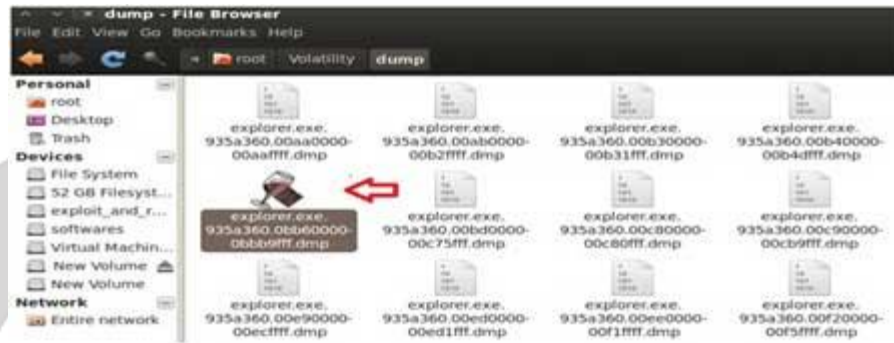 dump - File Browser
File Edit View Go Bookmarks Help
root Volatility dump
Personal
root
Desktop
Trash
Devices
File System
52 GB Filesyst...
exploit_and_r...
softwares
Virtual Machin...
New Volume
New Volume
Network
Entire network
explorer.exe.
935a360.00aa0000-
00aaffff.dmp
explorer.exe.
935a360.00ab0000-
00b2ffff.dmp
explorer.exe.
935a360.00b30000-
00b31fff.dmp
explorer.exe.
935a360.00b40000-
00b4dfff.dmp
explorer.exe.
935a360.0bb60000-
0bbb9fff.dmp
explorer.exe.
935a360.00bd0000-
00c75fff.dmp
explorer.exe.
935a360.00c80000-
00c80fff.dmp
explorer.exe.
935a360.00c90000-
00cb9fff.dmp
explorer.exe.
935a360.00e90000-
00ecffff.dmp
explorer.exe.
935a360.00ed0000-
00ed1fff.dmp
explorer.exe.
935a360.00ee0000-
00f1ffff.dmp
explorer.exe.
935a360.00f20000-
00f5ffff.dmp